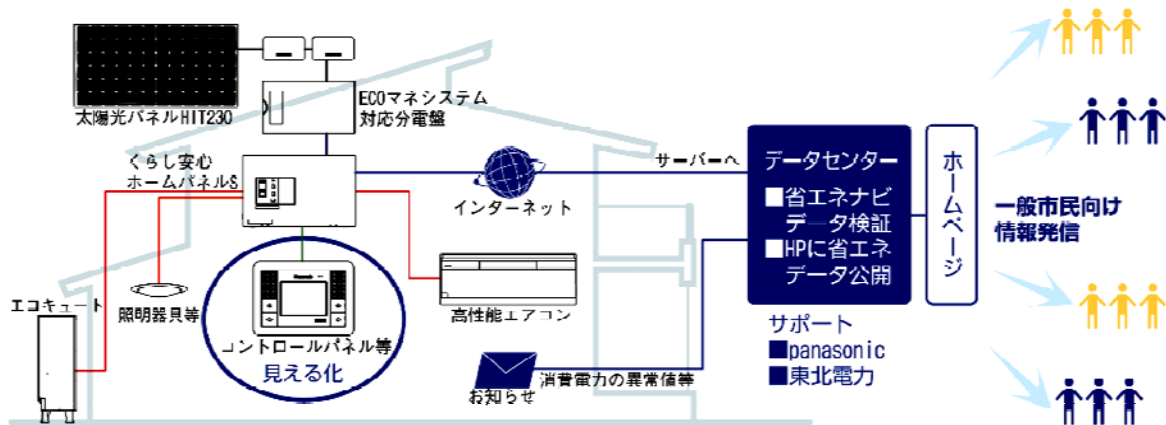 太陽光パネルHIT230
ECOマネシステム
対応分電盤
くらし安心
ホームパネルS
インターネット
サーバーへ
データセンター
■省エネナビ
データ検証
■HPに省エネ
データ公開
ホームページ
一般市民向け
情報発信
エコキュート
照明器具等
Panasonic
コントロールパネル等
見える化
高性能エアコン
お知らせ
消費電力の異常値等
サポート
■panasonic
■東北電力